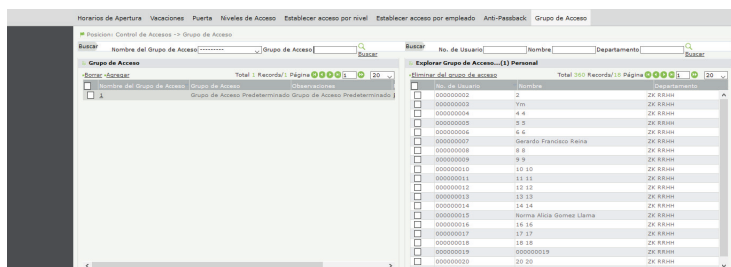 Horarios de Apertura Vacaciones Puerta Niveles de Acceso Establecer acceso por nivel Establecer acceso por empleado Anti-Passback Grupo de Acceso
Posicion: Control de Accesos -> Grupo de Acceso
Buscar Nombre del Grupo de Acceso --------- Grupo de Acceso Buscar
Grupo de Acceso
Borrar Agregar Total 1 Records/1 Página 1 20
Nombre del Grupo de Acceso Grupo de Acceso Observaciones
1 Grupo de Acceso Predeterminado Grupo de Acceso Predeterminado
Buscar No. de Usuario Nombre Departamento Buscar
Explorar Grupo de Acceso...(1) Personal
Eliminar del grupo de acceso Total 360 Records/18 Página 1 20
No. de Usuario Nombre Departamento
000000002 2 ZK RRHH
000000003 Ym ZK RRHH
000000004 4 4 ZK RRHH
000000005 5 5 ZK RRHH
000000006 6 6 ZK RRHH
000000007 Gerardo Francisco Reina ZK RRHH
000000008 8 8 ZK RRHH
000000009 9 9 ZK RRHH
000000010 10 10 ZK RRHH
000000011 11 11 ZK RRHH
000000012 12 12 ZK RRHH
000000013 13 13 ZK RRHH
000000014 14 14 ZK RRHH
000000015 Norma Alicia Gomez Llama ZK RRHH
000000016 16 16 ZK RRHH
000000017 17 17 ZK RRHH
000000018 18 18 ZK RRHH
000000019 000000019 ZK RRHH
000000020 20 20 ZK RRHH